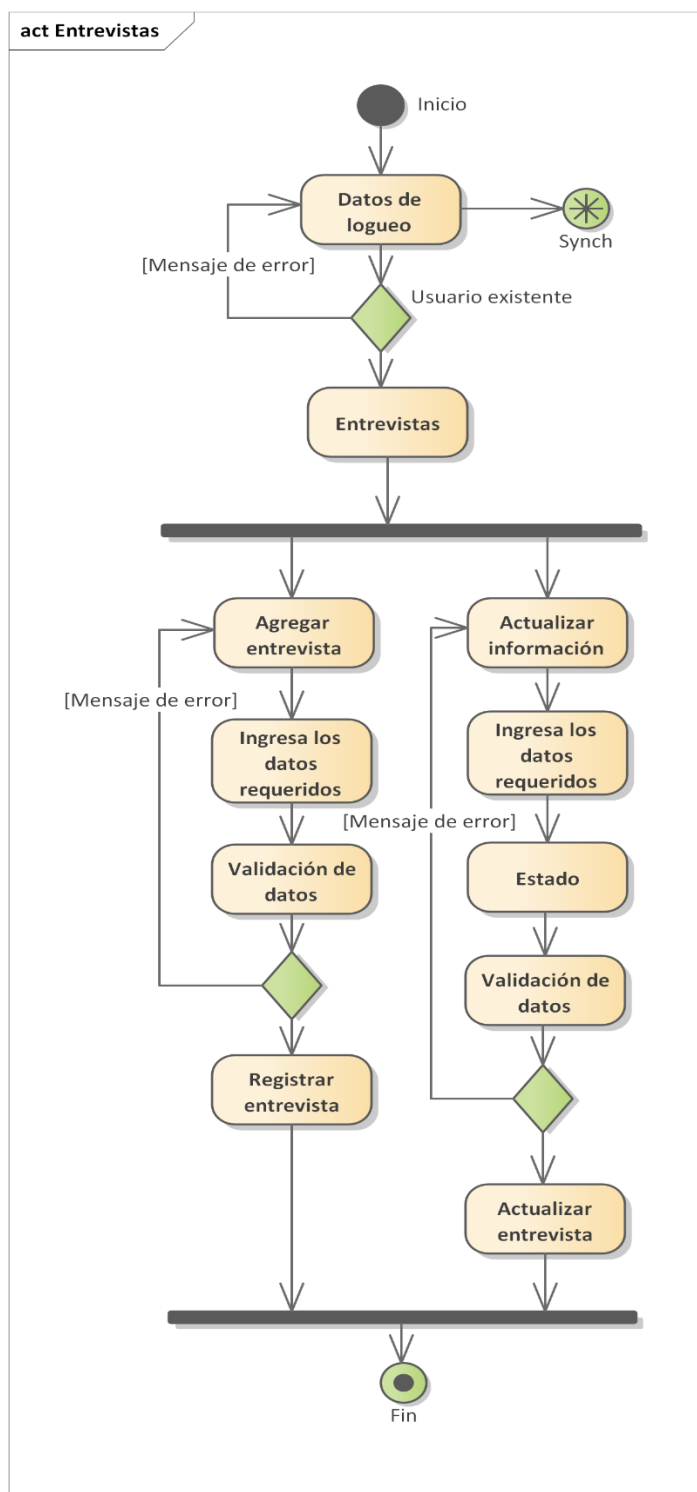 act Entrevistas
Inicio
Datos de
logueo
Synch
[Mensaje de error]
Usuario existente
Entrevistas
Agregar
entrevista
Actualizar
información
[Mensaje de error]
Ingresa los
datos
requeridos
Ingresa los
datos
requeridos
[Mensaje de error]
Validación de
datos
Estado
Validación de
datos
Registrar
entrevista
Actualizar
entrevista
Fin